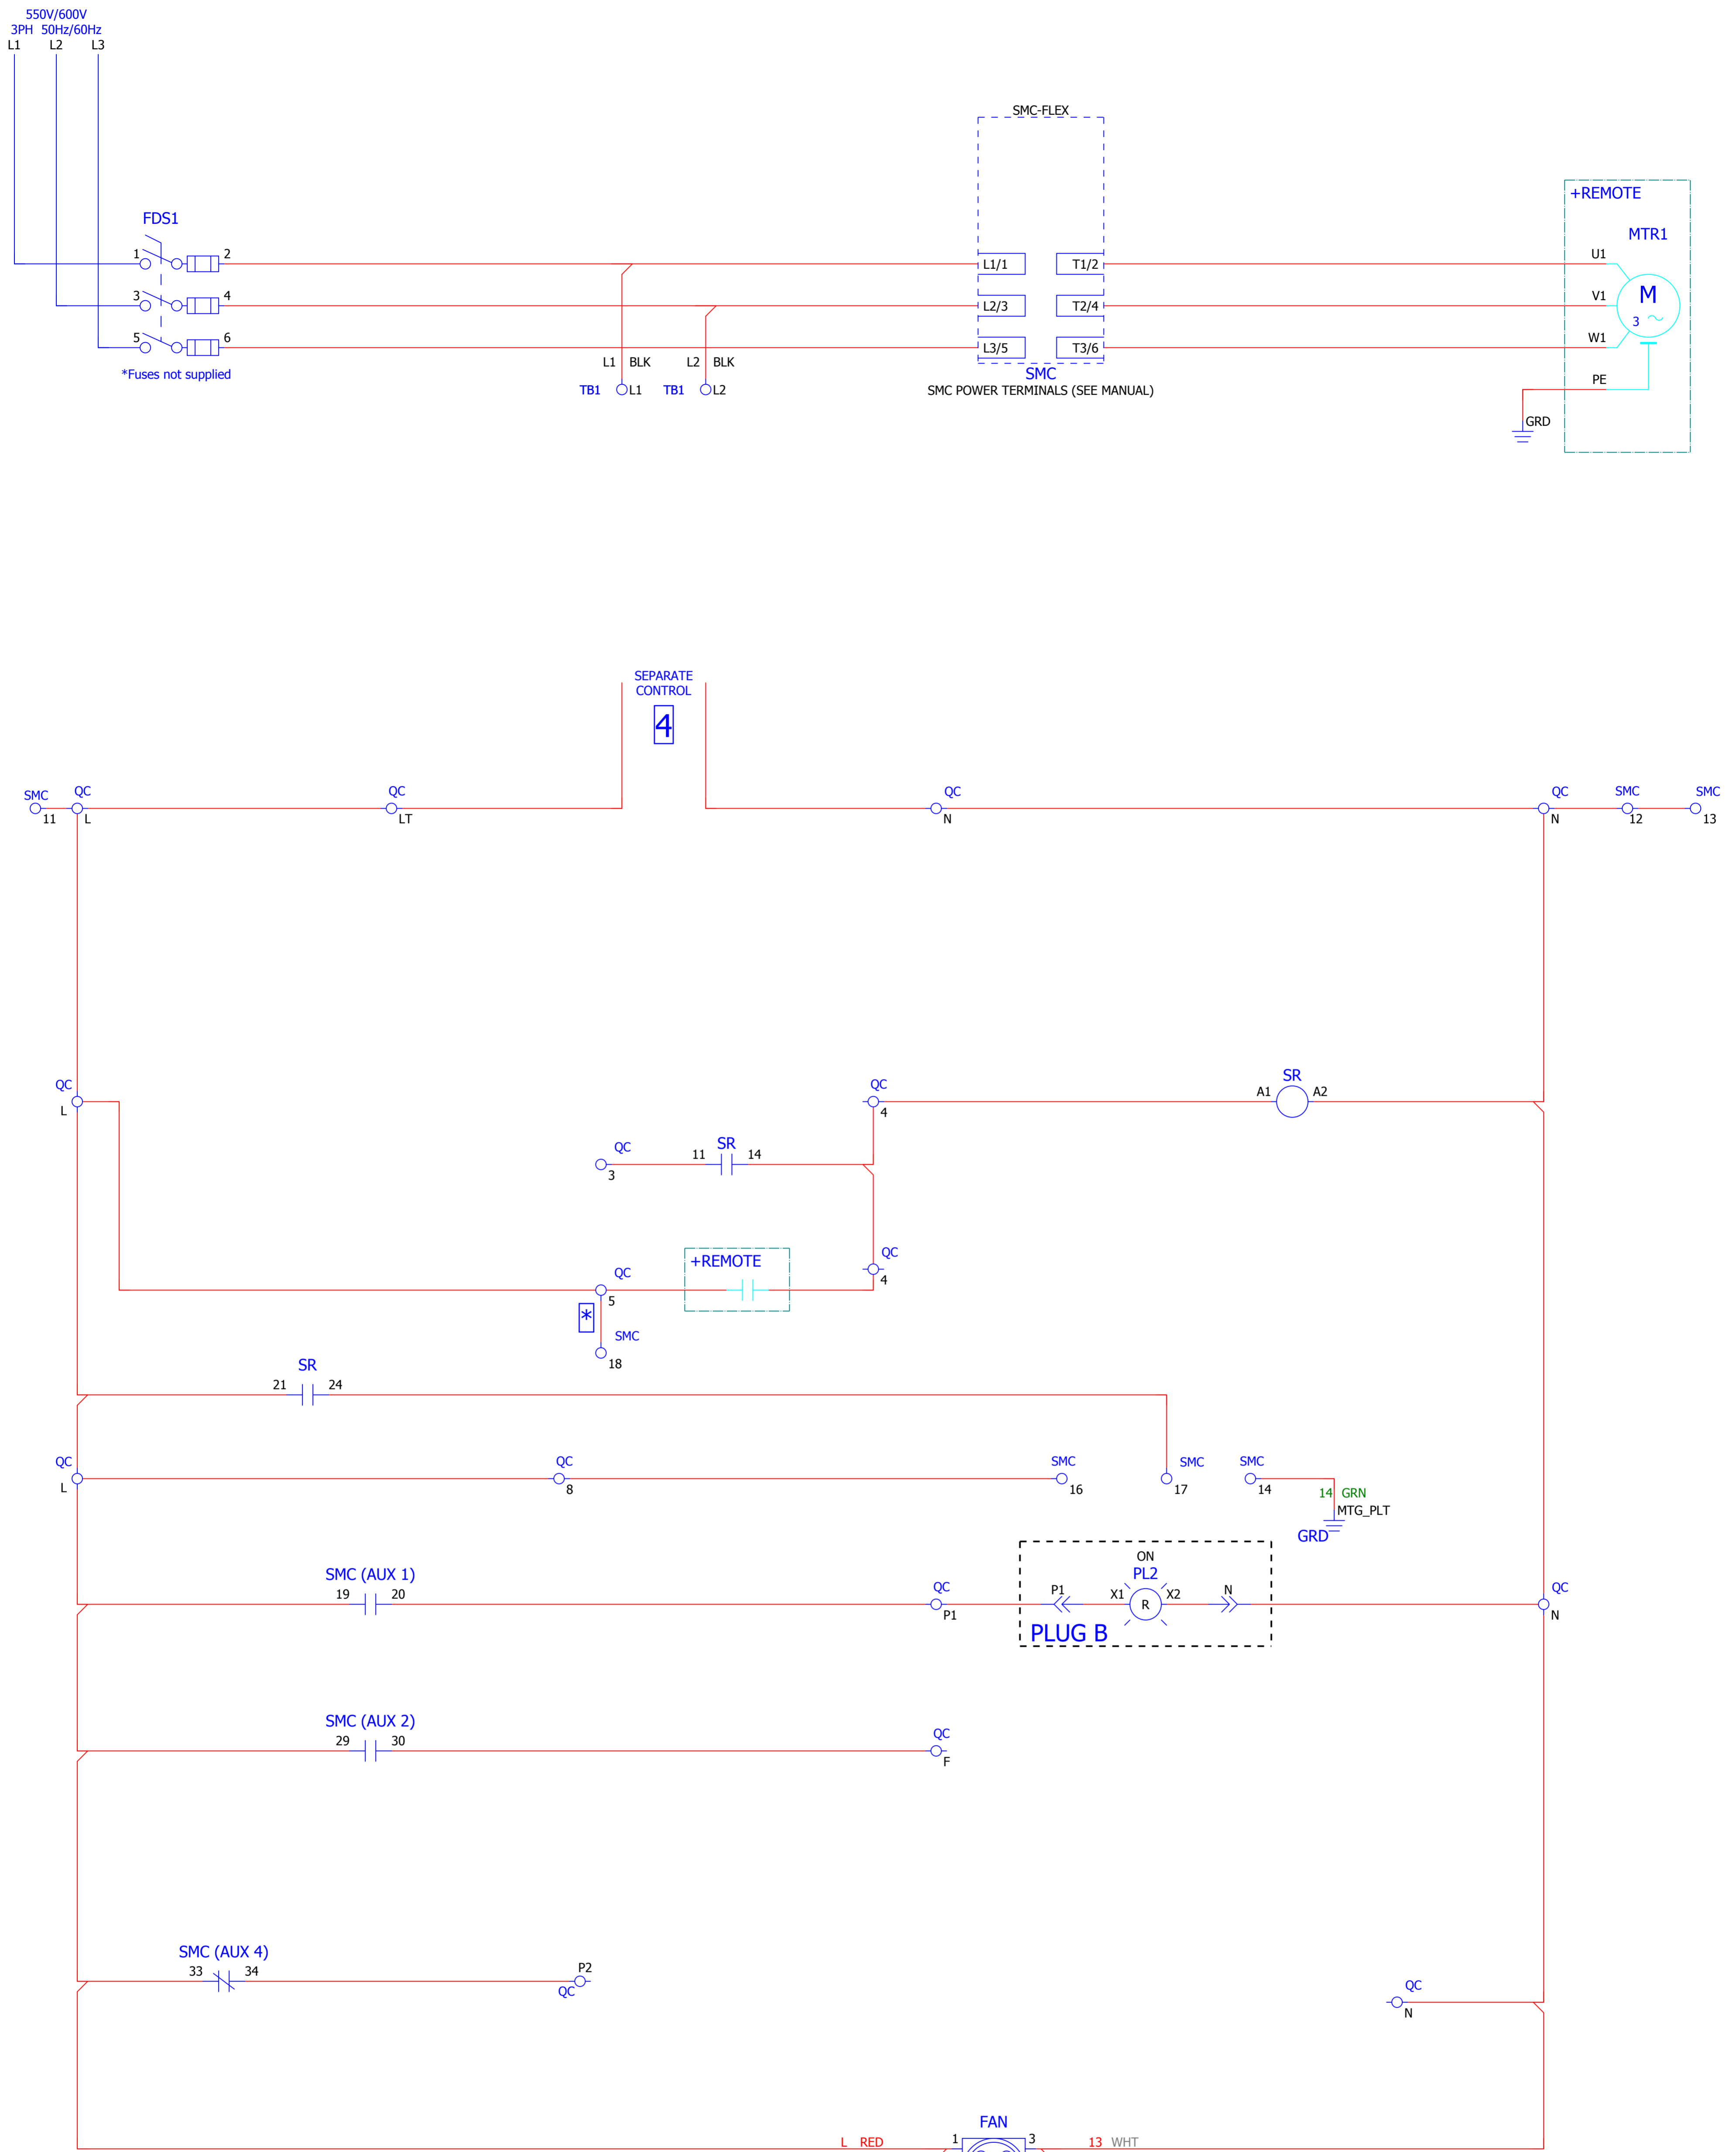 550V/600V
3PH 50Hz/60Hz
L1 L2 L3
SMC-FLEX
+REMOTE
FDS1
MTR1
1 2 L1/1 T1/2 U1
3 4 L2/3 T2/4 V1 M
3
5 6 L3/5 T3/6 W1
L1 BLK L2 BLK
*Fuses not supplied
SMC
PE
TB1 L1 TB1 L2
SMC POWER TERMINALS (SEE MANUAL)
GRD
SEPARATE
CONTROL
4
SMC QC QC QC QC SMC SMC
11 L LT N N 12 13
QC QC SR
A1 A2
L 4
QC 11 SR 14
3
+REMOTE QC
QC 4
5
*
SMC
18
SR
21 24
QC QC SMC SMC SMC
L 8 16 17 14
14 GRN
MTG_PLT
GRD
ON
SMC (AUX 1) PL2
19 20 QC P1 X1 R X2 N QC
P1 N
PLUG B
SMC (AUX 2)
29 30 QC
F
SMC (AUX 4)
33 34 P2
QC QC
N
FAN
L RED 1 3 13 WHT